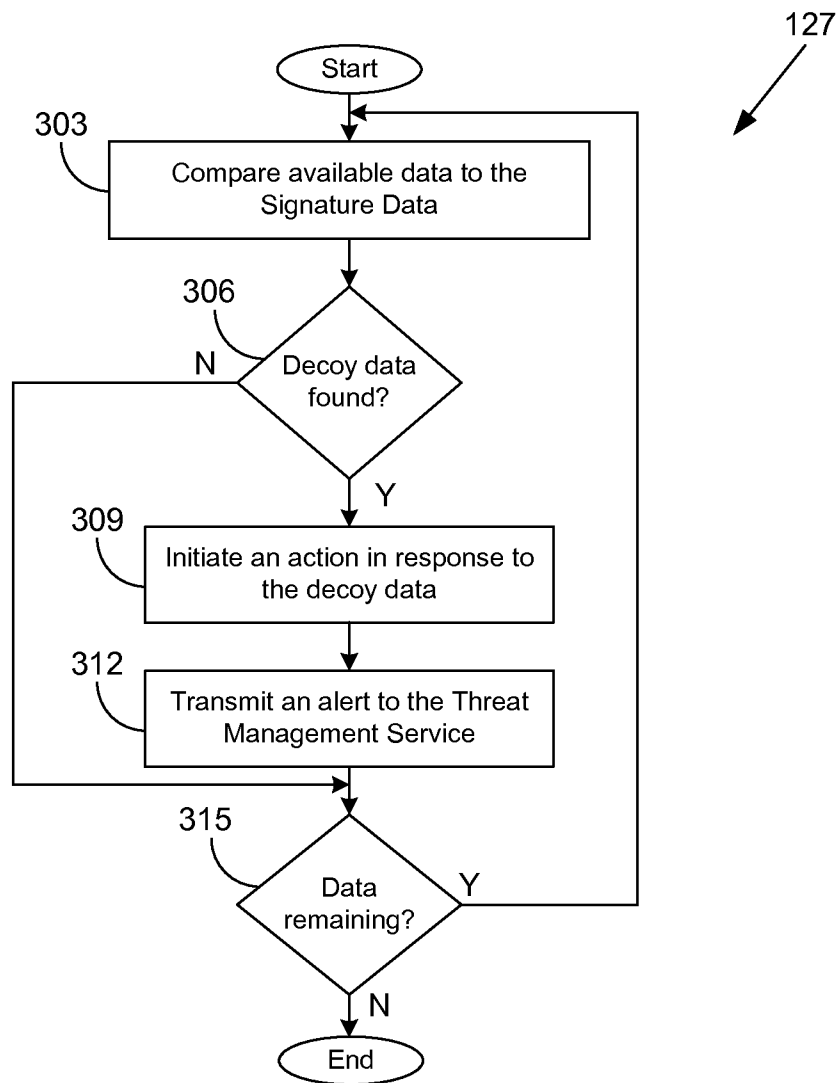 127
Start
303
Compare available data to the
Signature Data
306
N
Decoy data
found?
Y
309
Initiate an action in response to
the decoy data
312
Transmit an alert to the Threat
Management Service
315
Data
remaining?
Y
N
End